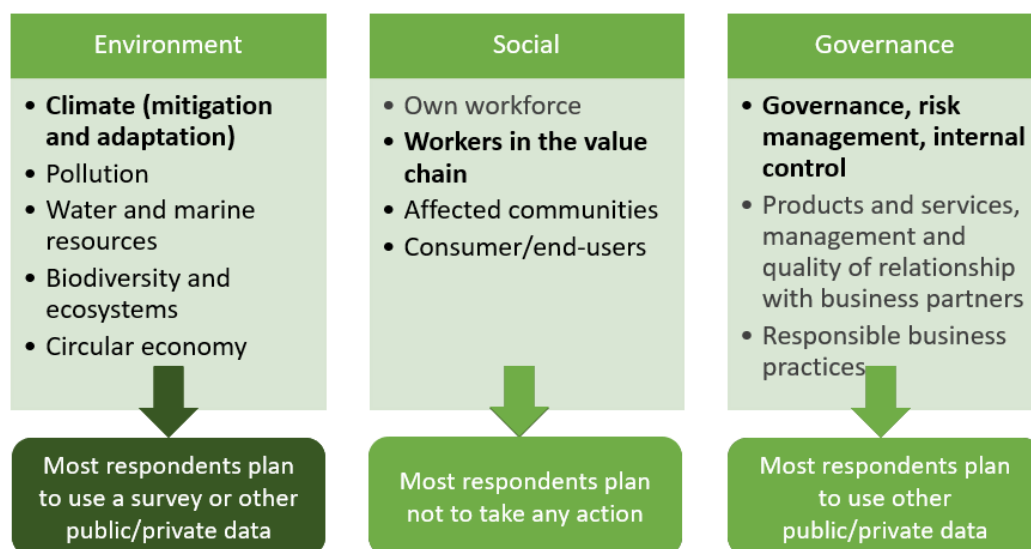 Environment
• Climate (mitigation
and adaptation)
• Pollution
• Water and marine
resources
• Biodiversity and
ecosystems
• Circular economy
Most respondents plan
to use a survey or other
public/private data
Social
• Own workforce
• Workers in the value
chain
• Affected communities
• Consumer/end-users
Most respondents plan
not to take any action
Governance
• Governance, risk
management, internal
control
• Products and services,
management and
quality of relationship
with business partners
• Responsible business
practices
Most respondents plan
to use other
public/private data